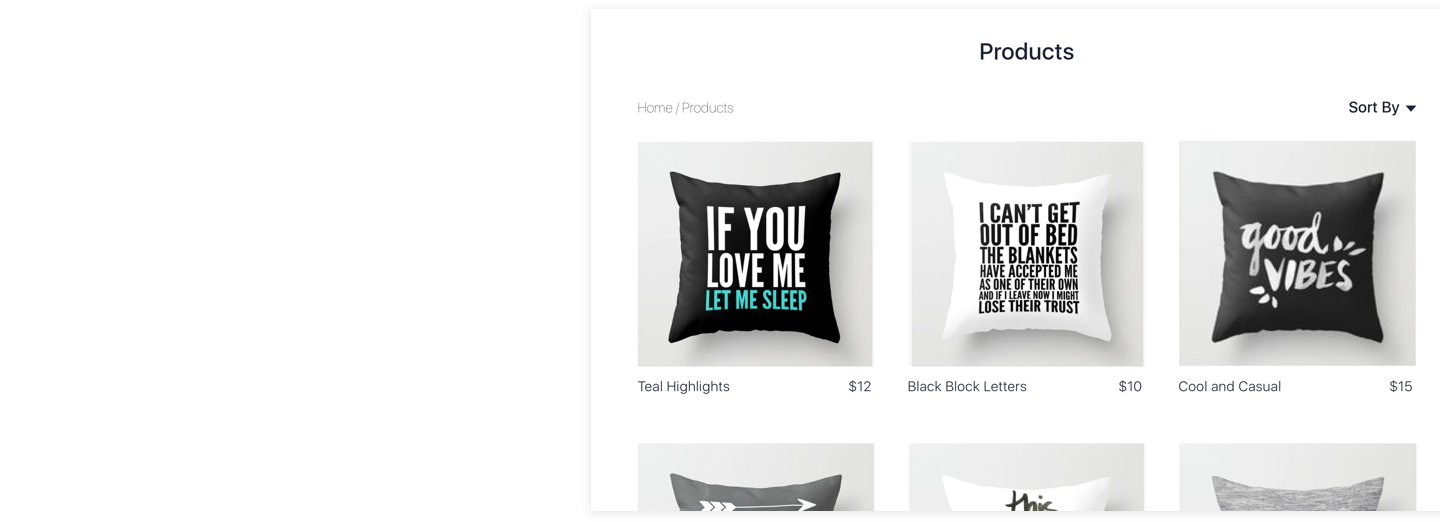 Products
Home / Products
Sort By
IF YOU
LOVE ME
LET ME SLEEP
I CAN'T GET
OUT OF BED
THE BLANKETS
HAVE ACCEPTED ME
AS ONE OF THEIR OWN
AND IF I LEAVE NOW I MIGHT
LOSE THEIR TRUST
good
VIBES
Teal Highlights $12
Black Block Letters $10
Cool and Casual $15
this